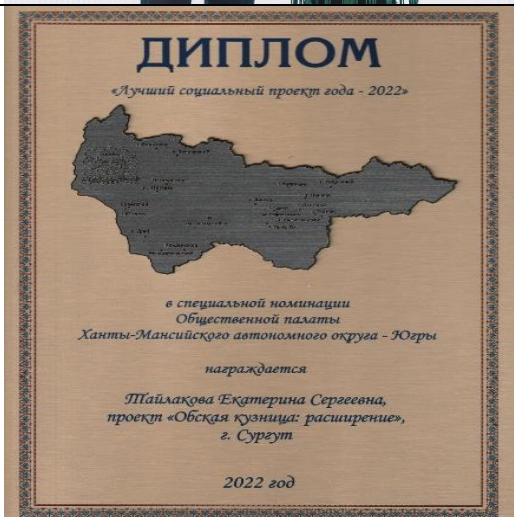 ДИПЛОМ
«Лучший социальный проект года - 2022»
в специальной номинации
Общественной палаты
Ханты-Мансийского автономного округа - Югры
награждается
Тайлакова Екатерина Сергеевна,
проект «Обская кузница: расширение»,
г. Сургут
2022 год